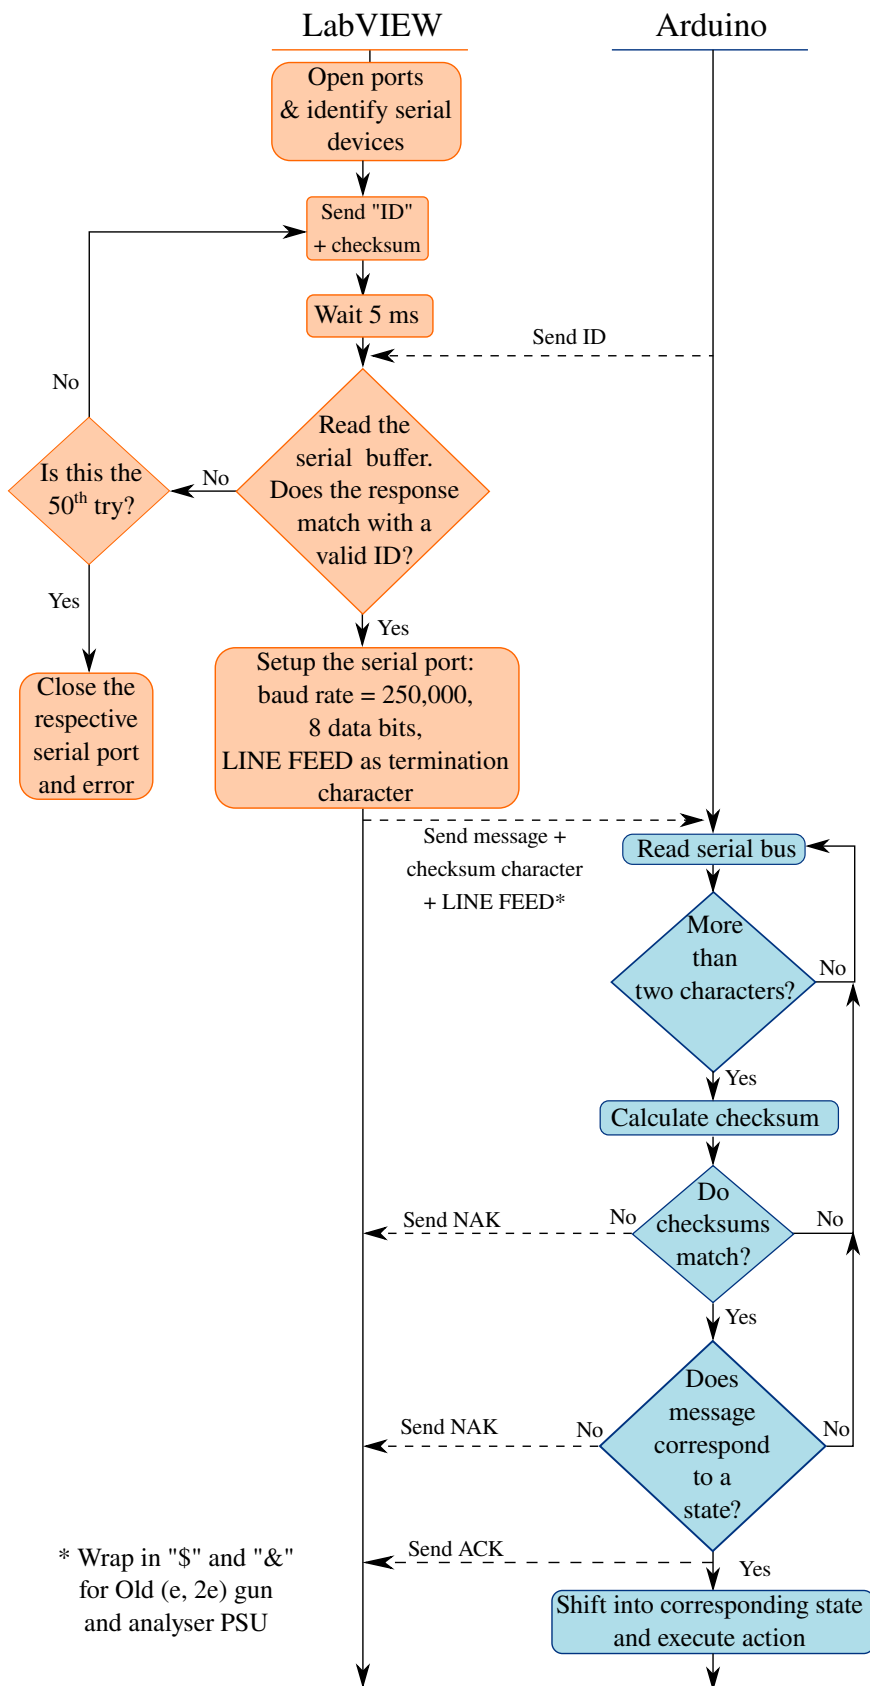 LabVIEW
Arduino
Open ports
& identify serial
devices
Send "ID"
+ checksum
Wait 5 ms
Send ID
No
Read the
serial buffer.
Does the response
match with a
valid ID?
No
Is this the
50th try?
Yes
Yes
Close the
respective
serial port
and error
Setup the serial port:
baud rate = 250,000,
8 data bits,
LINE FEED as termination
character
Send message +
checksum character
+ LINE FEED*
Read serial bus
More
than
two characters?
No
Yes
Calculate checksum
Do
checksums
match?
No
Send NAK
No
Yes
Does
message
correspond
to a
state?
No
Send NAK
No
Send ACK
Yes
Shift into corresponding state
and execute action
* Wrap in "$" and "&"
for Old (e, 2e) gun
and analyser PSU